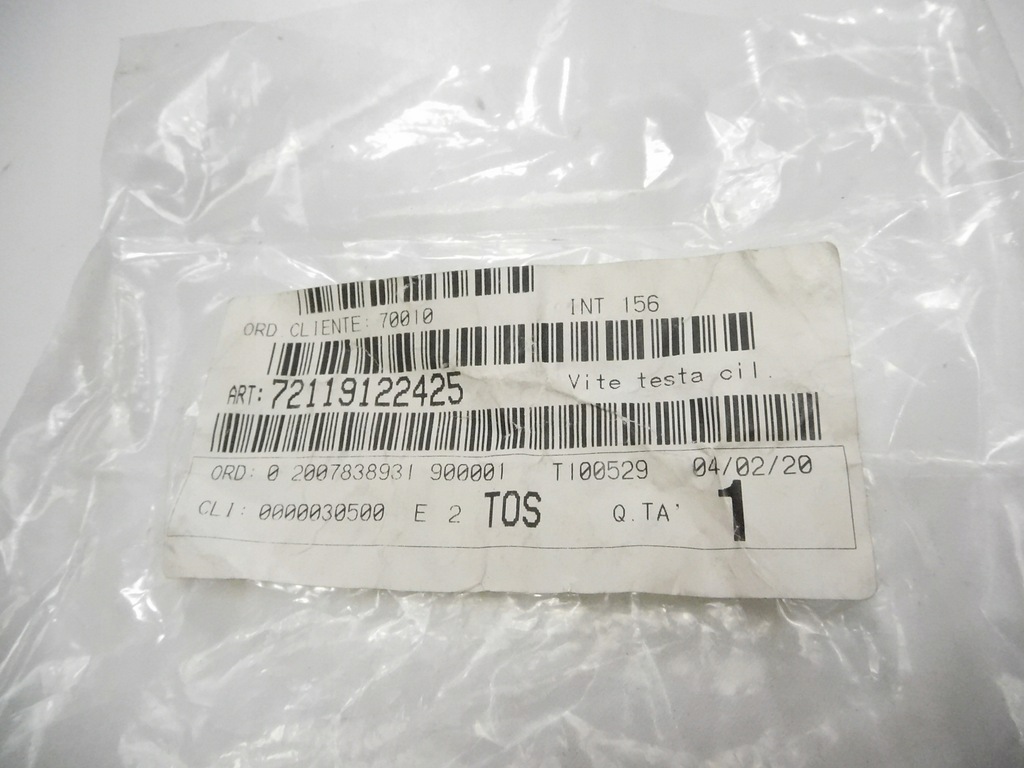 ORD CLIENTE: 70010 INT 156
ART: 72119122425 Vite testa cil.
ORD: 0 2007838931 900001 TI00529 04/02/20
CLI: 0000030500 E 2 TOS Q.TA' 1